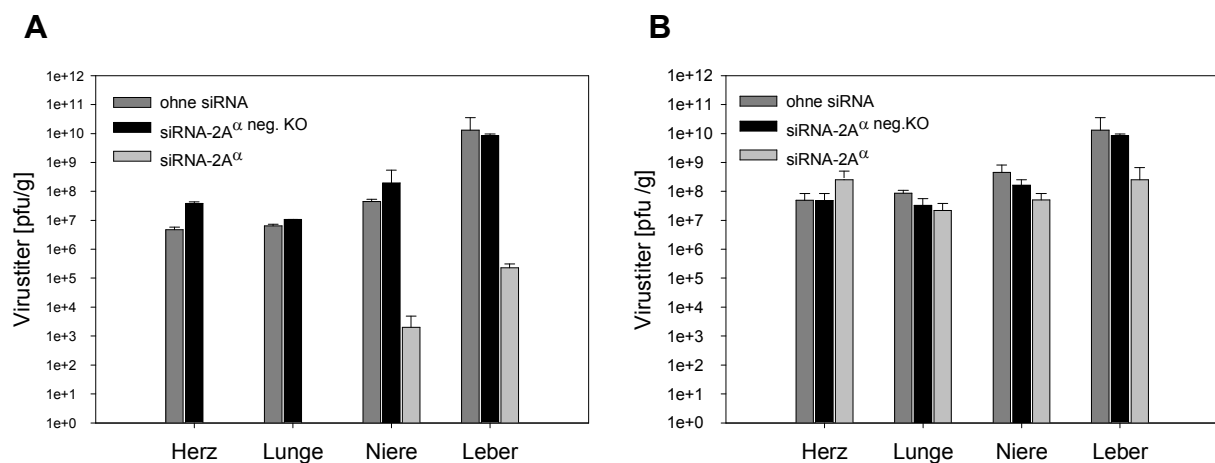 A
Virustiter [pfu/g]
1e+12
1e+11
1e+10
1e+9
1e+8
1e+7
1e+6
1e+5
1e+4
1e+3
1e+2
1e+1
1e+0
ohne siRNA
siRNA-2Aα neg. KO
siRNA-2Aα
Herz Lunge Niere Leber
B
Virustiter [pfu /g]
1e+12
1e+11
1e+10
1e+9
1e+8
1e+7
1e+6
1e+5
1e+4
1e+3
1e+2
1e+1
1e+0
ohne siRNA
siRNA-2Aα neg.KO
siRNA-2Aα
Herz Lunge Niere Leber